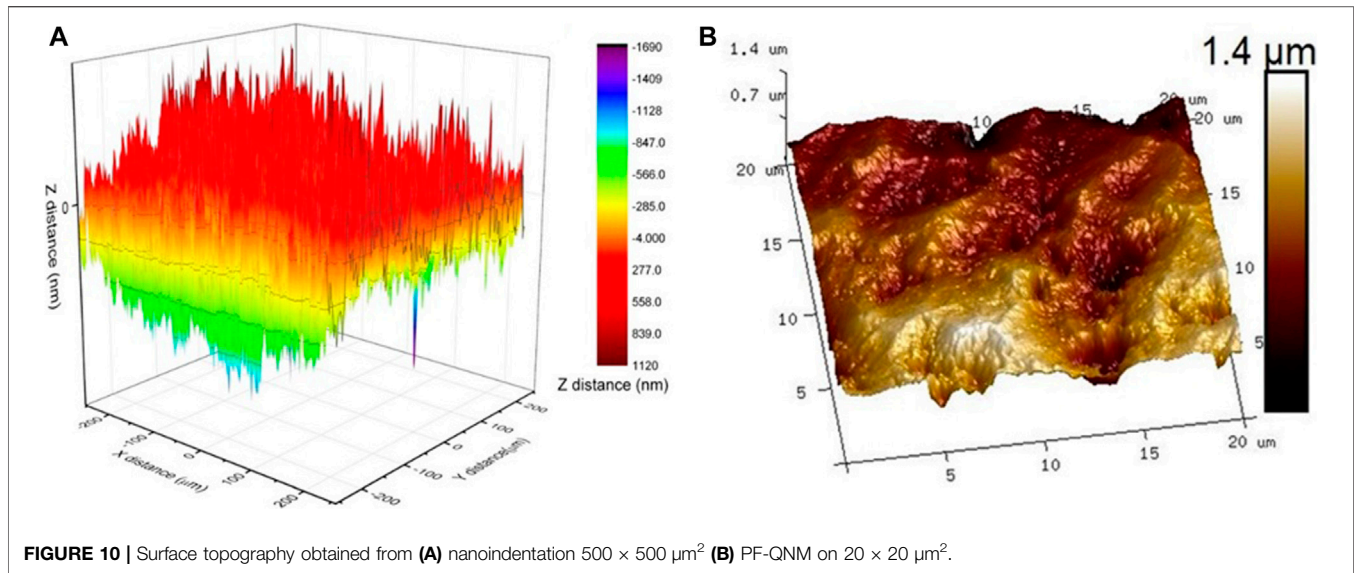 A
Z distance (nm)
0
-200
-100
0
100
200
X distance (µm)
-200
-100
0
100
200
Y distance(µm)
-1690
-1409
-1128
-847.0
-566.0
-285.0
-4.000
277.0
558.0
839.0
1120
Z distance (nm)
B
1.4 um
0.7 um
20 um
15
10
5
5
10
15
20 um
5
10
15
20 um
10
15
20 um
1.4 µm
FIGURE 10 | Surface topography obtained from (A) nanoindentation 500 × 500 µm² (B) PF-QNM on 20 × 20 µm².